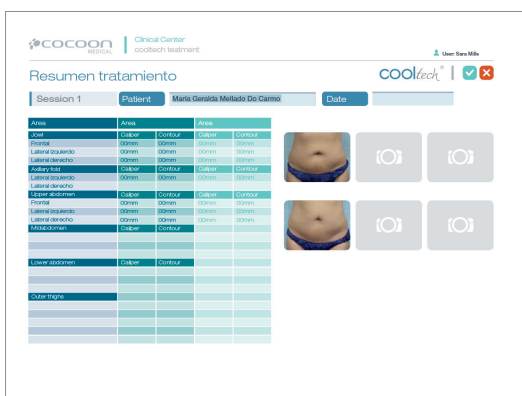 cocoon
MEDICAL
Clinical Center
cooltech teatment
User: Sara Mills
Resumen tratamiento
COOltech®
Session 1 Patient Maria Geralda Mellado Do Carmo Date
Area Area Area
Jowl Caliper Contour Caliper Contour
Frontal 00mm 00mm 00mm 00mm
Lateral izquierdo 00mm 00mm 00mm 00mm
Lateral derecho 00mm 00mm 00mm 00mm
Axillary fold Caliper Contour Caliper Contour
Lateral izquierdo 00mm 00mm 00mm 00mm
Lateral derecho
Upper abdomen Caliper Contour Caliper Contour
Frontal 00mm 00mm 00mm 00mm
Lateral izquierdo 00mm 00mm 00mm 00mm
Lateral derecho 00mm 00mm 00mm 00mm
Midabdomen Caliper Contour
Lower abdomen Caliper Contour
Outer thighs